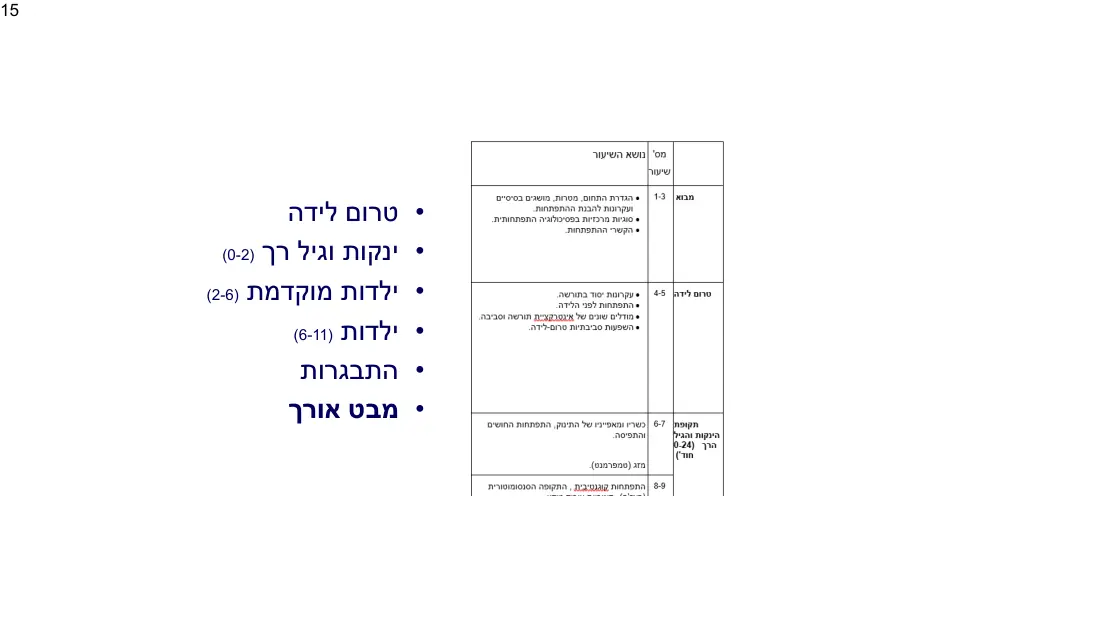 15
טרום לידה
ינקות וגיל רך (0-2)
ילדות מוקדמת (2-6)
ילדות (6-11)
התבגרות
מבט אורך
מס' שיעור
נושא השיעור
מבוא
1-3
הגדרת התחום, מטרות, מושגים בסיסיים
ועקרונות להבנת ההתפתחות.
סוגיות מרכזיות בפסיכולוגיה התפתחותית.
הקשרי ההתפתחות.
טרום לידה
4-5
עקרונות יסוד בתורשה.
התפתחות לפני הלידה.
מודלים שונים של אינטרקציית תורשה וסביבה.
השפעות סביבתיות טרום-לידה.
תקופת
הינקות והגיל
הרך (0-24
חוד')
6-7
כשריו ומאפייניו של התינוק, התפתחות החושים
והתפיסה.
מזג (טמפרמנט).
8-9
התפתחות קוגנטיבית , התקופה הסנסומוטורית